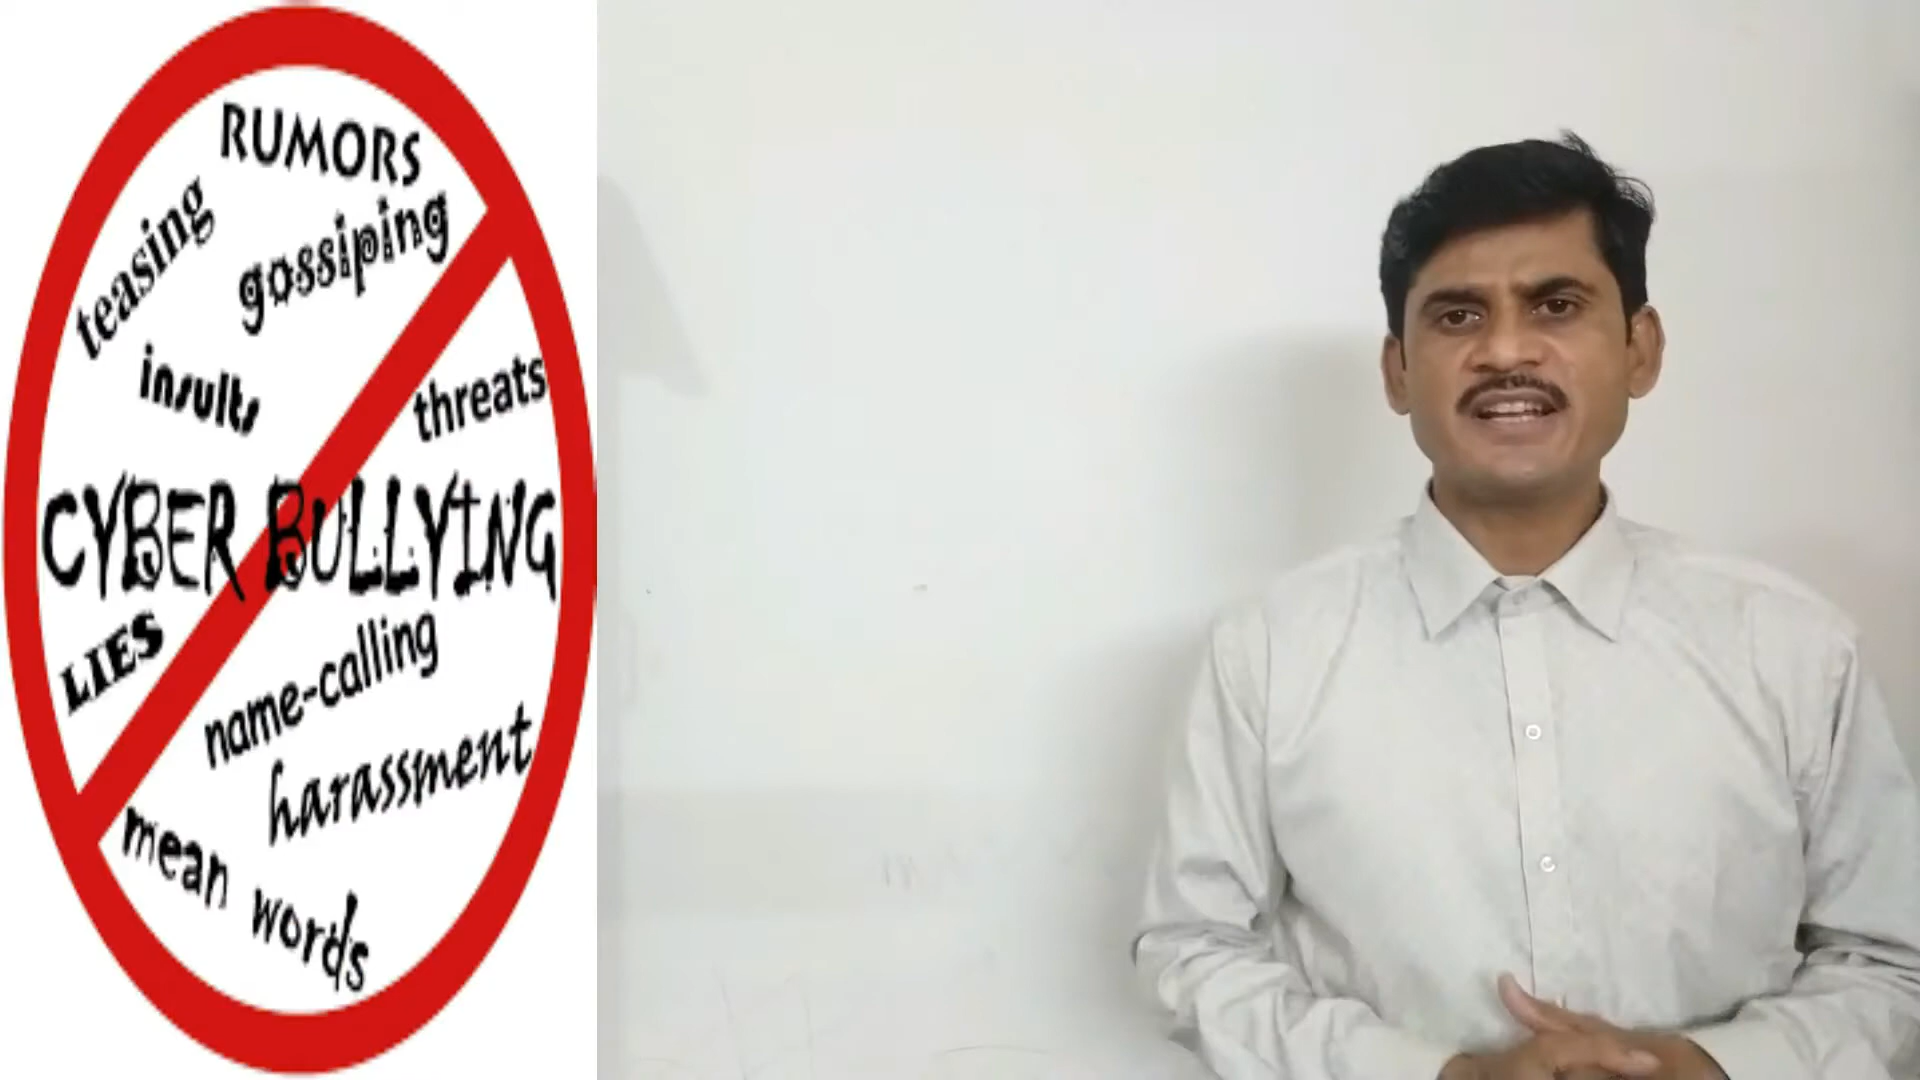 RUMORS
teasing
gossiping
insults
threats
CYBER BULLYING
LIES
name-calling
harassment
mean words